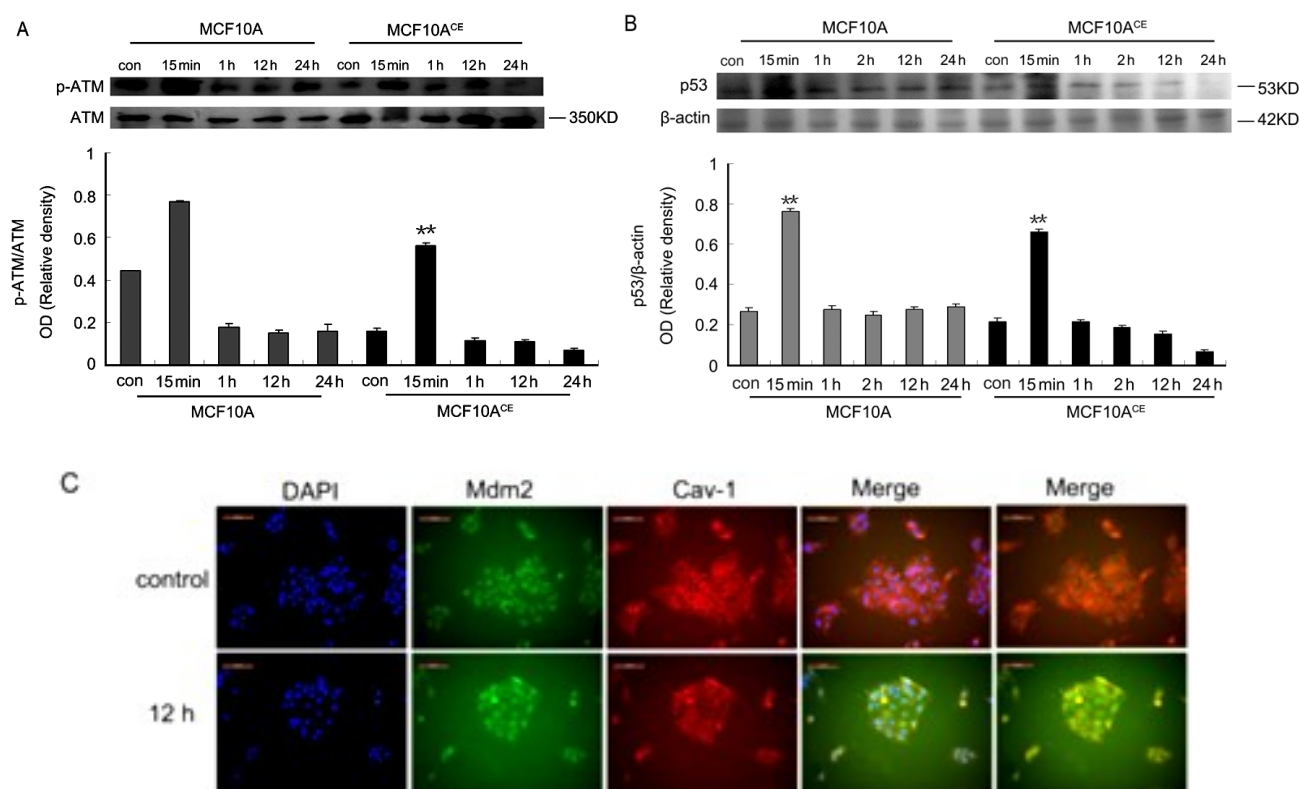 A
MCF10A MCF10A^CE
con 15 min 1 h 12 h 24 h con 15 min 1 h 12 h 24 h
p-ATM
ATM — 350KD
p-ATM/ATM
OD (Relative density)
1
0.8
0.6
0.4
0.2
0
**
con 15 min 1 h 12 h 24 h con 15 min 1 h 12 h 24 h
MCF10A MCF10A^CE
B
MCF10A MCF10A^CE
con 15 min 1 h 2 h 12 h 24 h con 15 min 1 h 2 h 12 h 24 h
p53 — 53KD
β-actin — 42KD
p53/β-actin
OD (Relative density)
1
0.8
0.6
0.4
0.2
0
** **
con 15 min 1 h 2 h 12 h 24 h con 15 min 1 h 2 h 12 h 24 h
MCF10A MCF10A^CE
C
DAPI Mdm2 Cav-1 Merge Merge
control
12 h